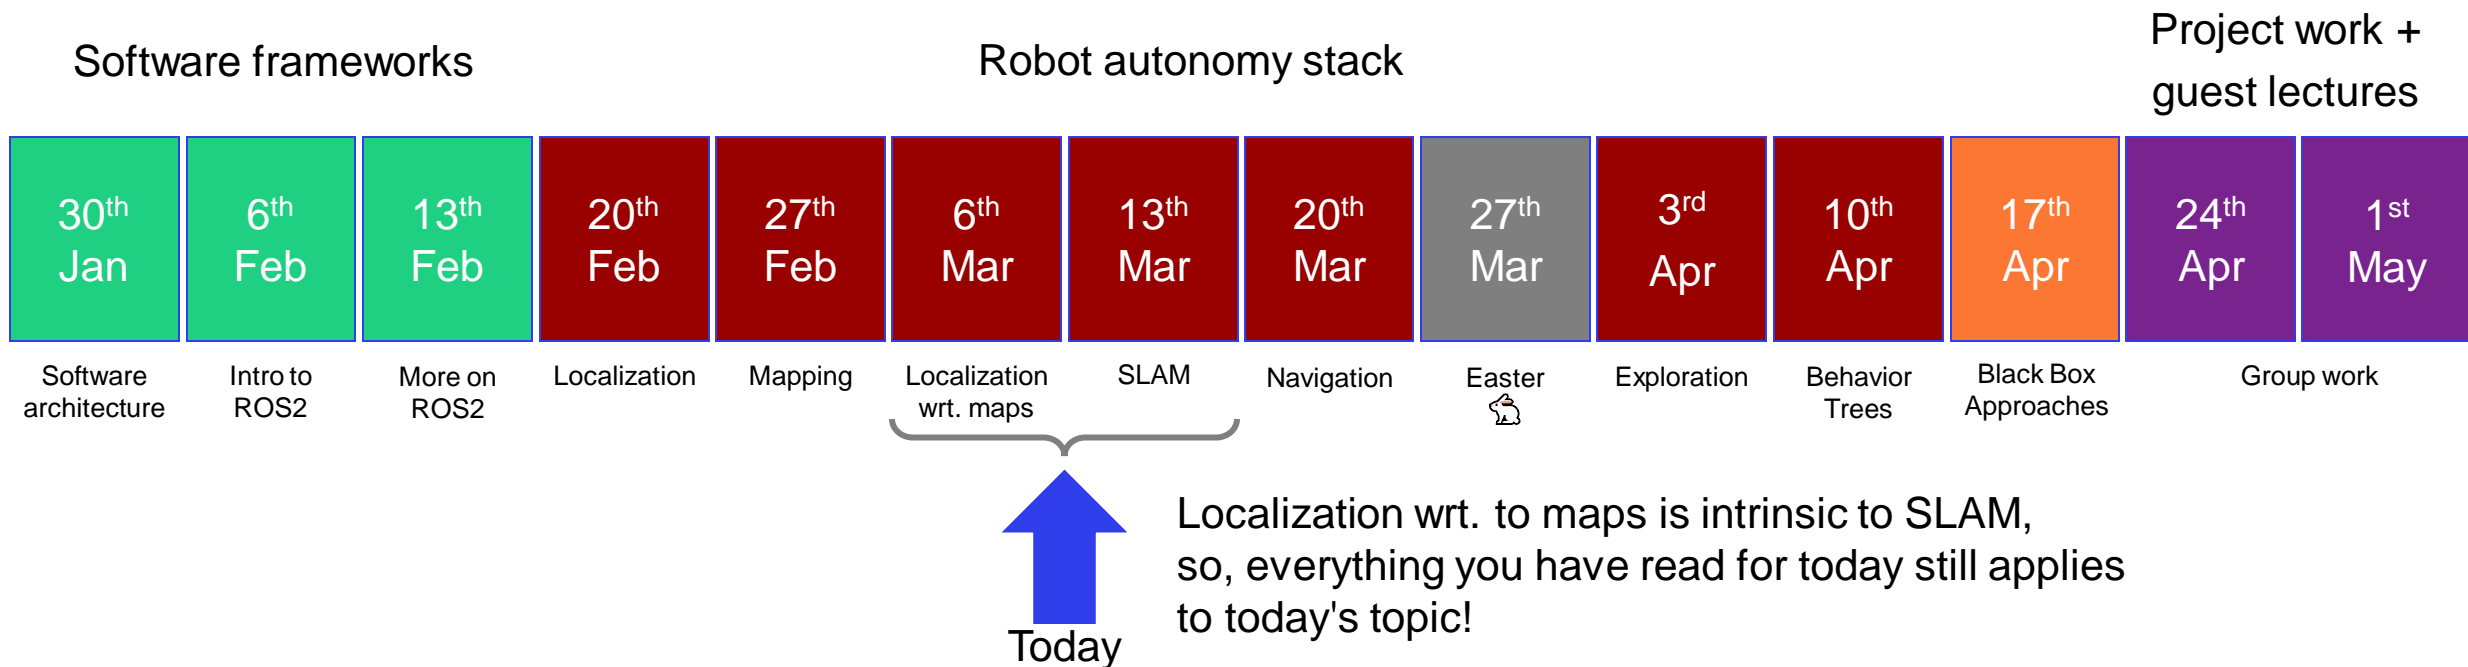 Software frameworks
Robot autonomy stack
Project work +
guest lectures
30th
Jan
6th
Feb
13th
Feb
20th
Feb
27th
Feb
6th
Mar
13th
Mar
20th
Mar
27th
Mar
3rd
Apr
10th
Apr
17th
Apr
24th
Apr
1st
May
Software
architecture
Intro to
ROS2
More on
ROS2
Localization
Mapping
Localization
wrt. maps
SLAM
Navigation
Easter
Exploration
Behavior
Trees
Black Box
Approaches
Group work
Localization wrt. to maps is intrinsic to SLAM,
so, everything you have read for today still applies
to today's topic!
Today